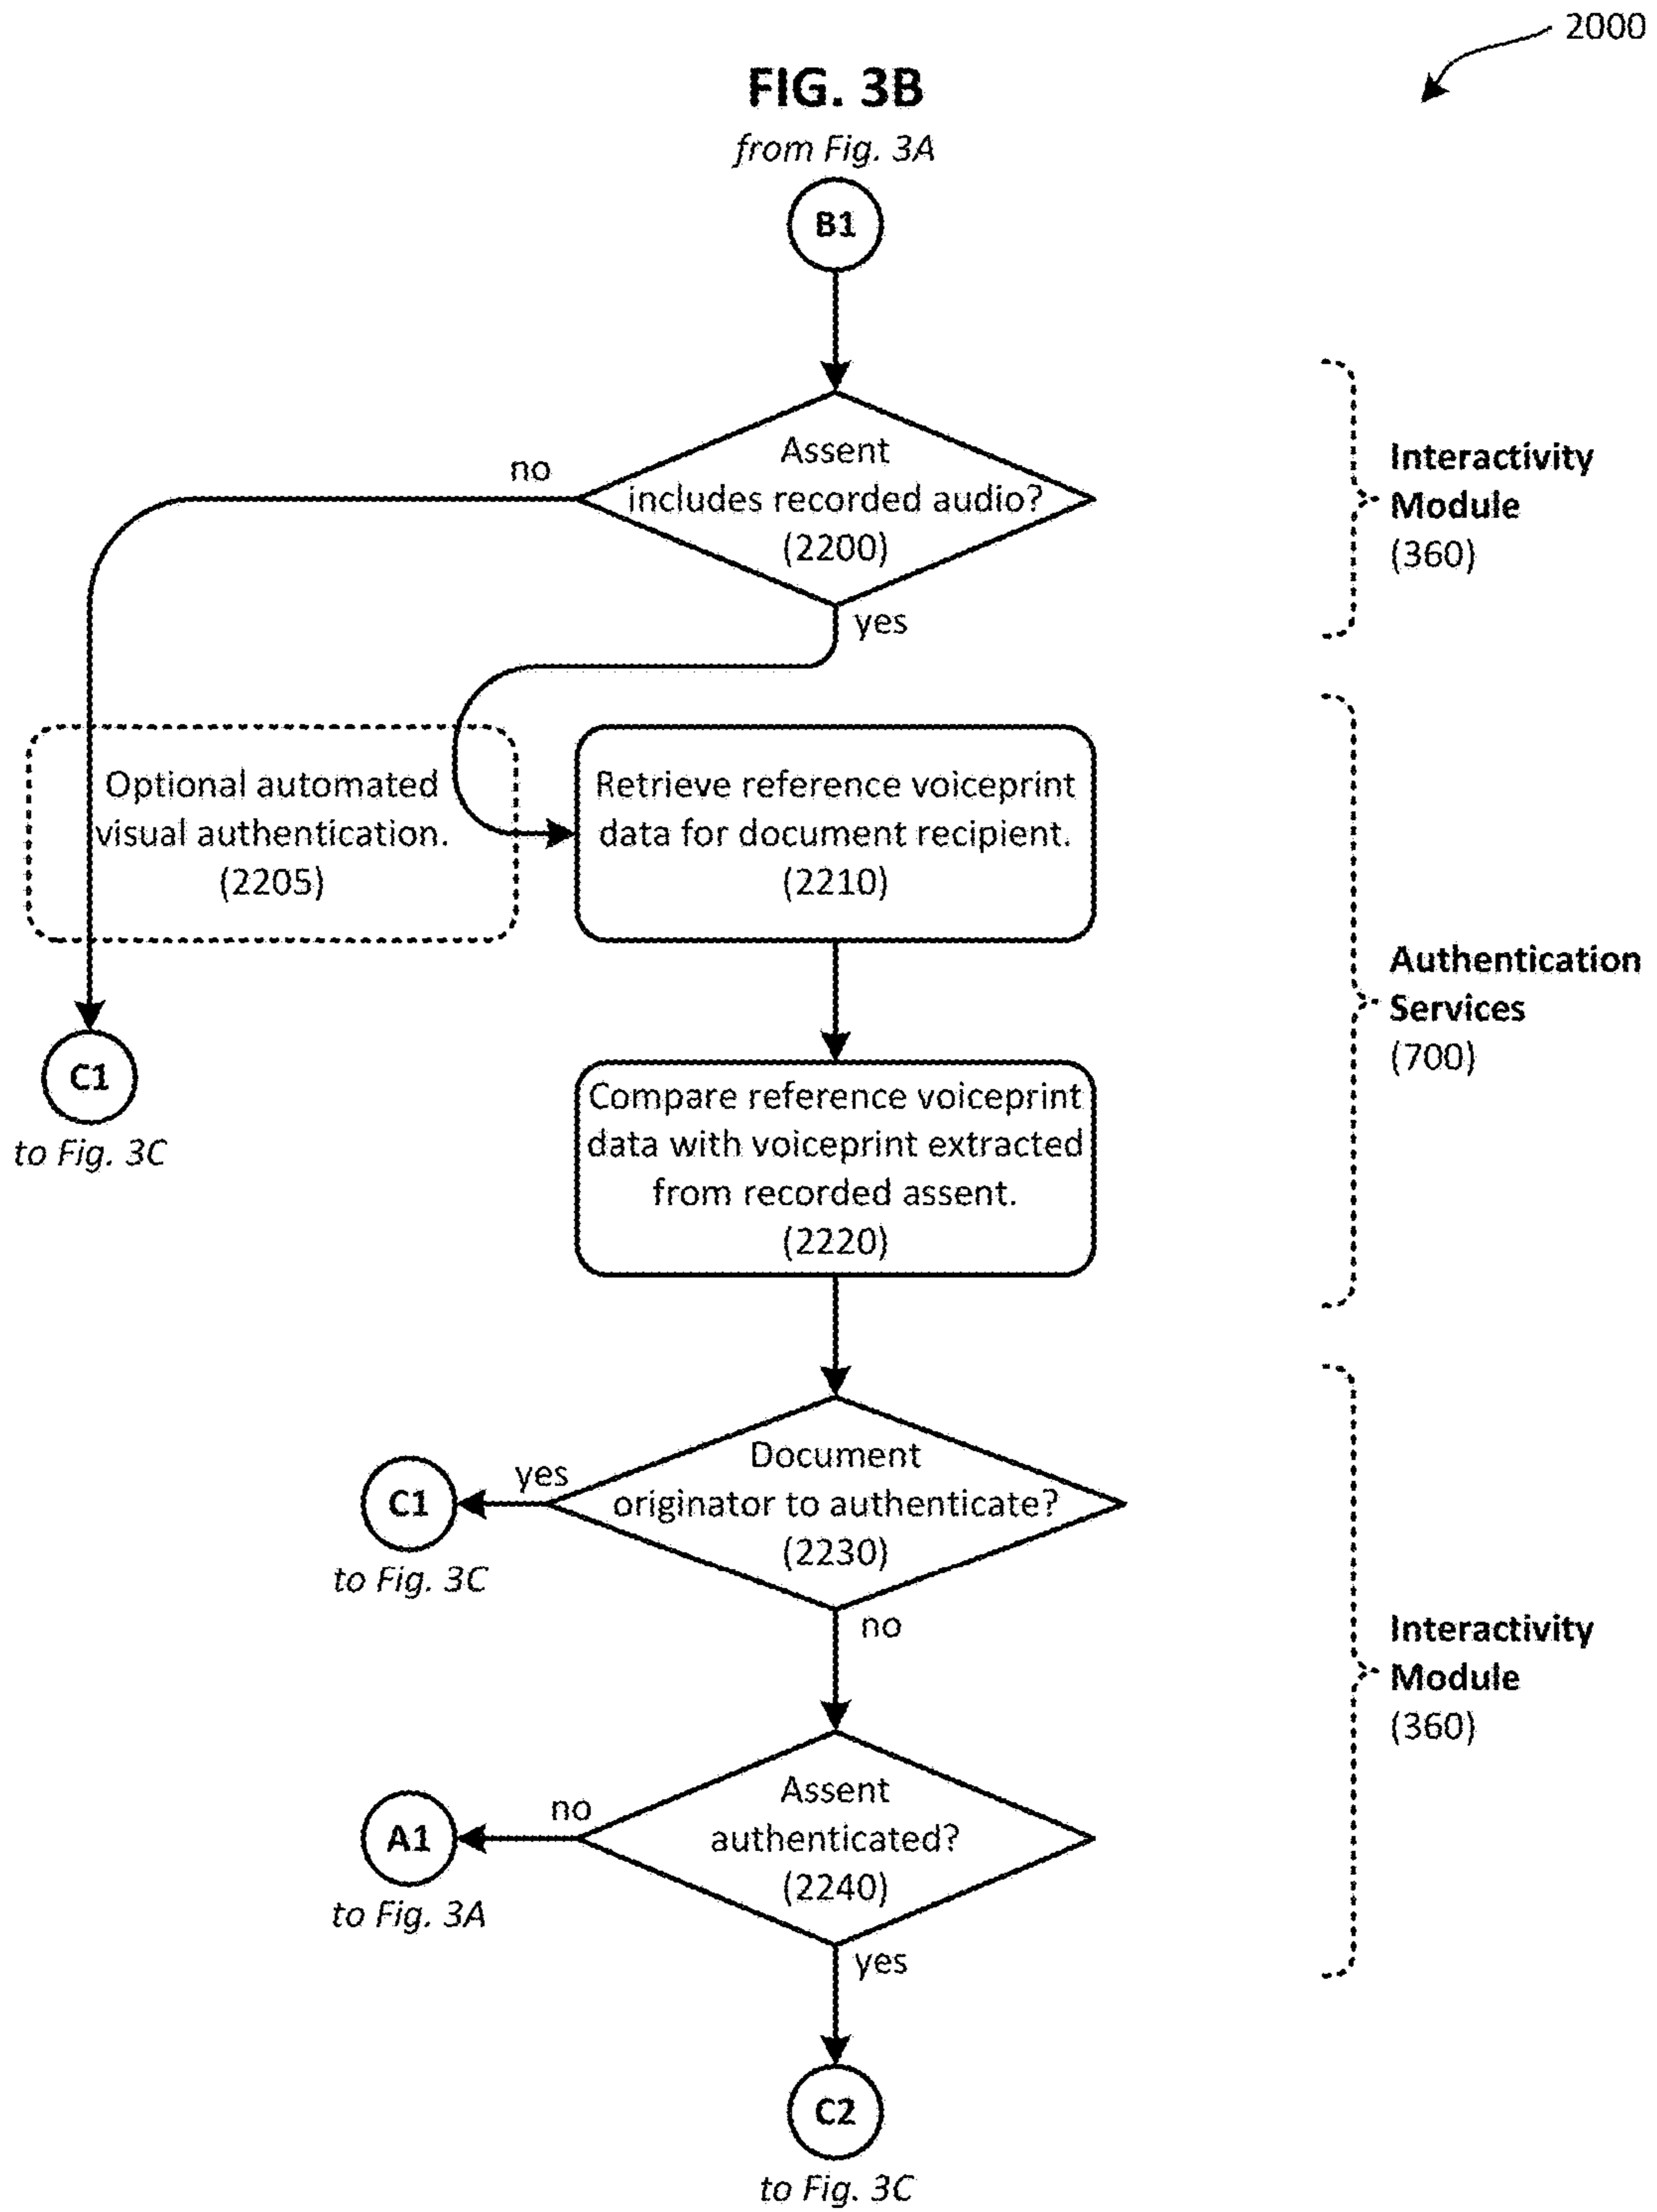 2000
FIG. 3B
from Fig. 3A
B1
Assent
includes recorded audio?
(2200)
no
yes
Interactivity
Module
(360)
Optional automated
visual authentication.
(2205)
Retrieve reference voiceprint
data for document recipient.
(2210)
Authentication
Services
(700)
C1
to Fig. 3C
Compare reference voiceprint
data with voiceprint extracted
from recorded assent.
(2220)
Document
originator to authenticate?
(2230)
yes
C1
to Fig. 3C
no
Interactivity
Module
(360)
Assent
authenticated?
(2240)
no
A1
to Fig. 3A
yes
C2
to Fig. 3C